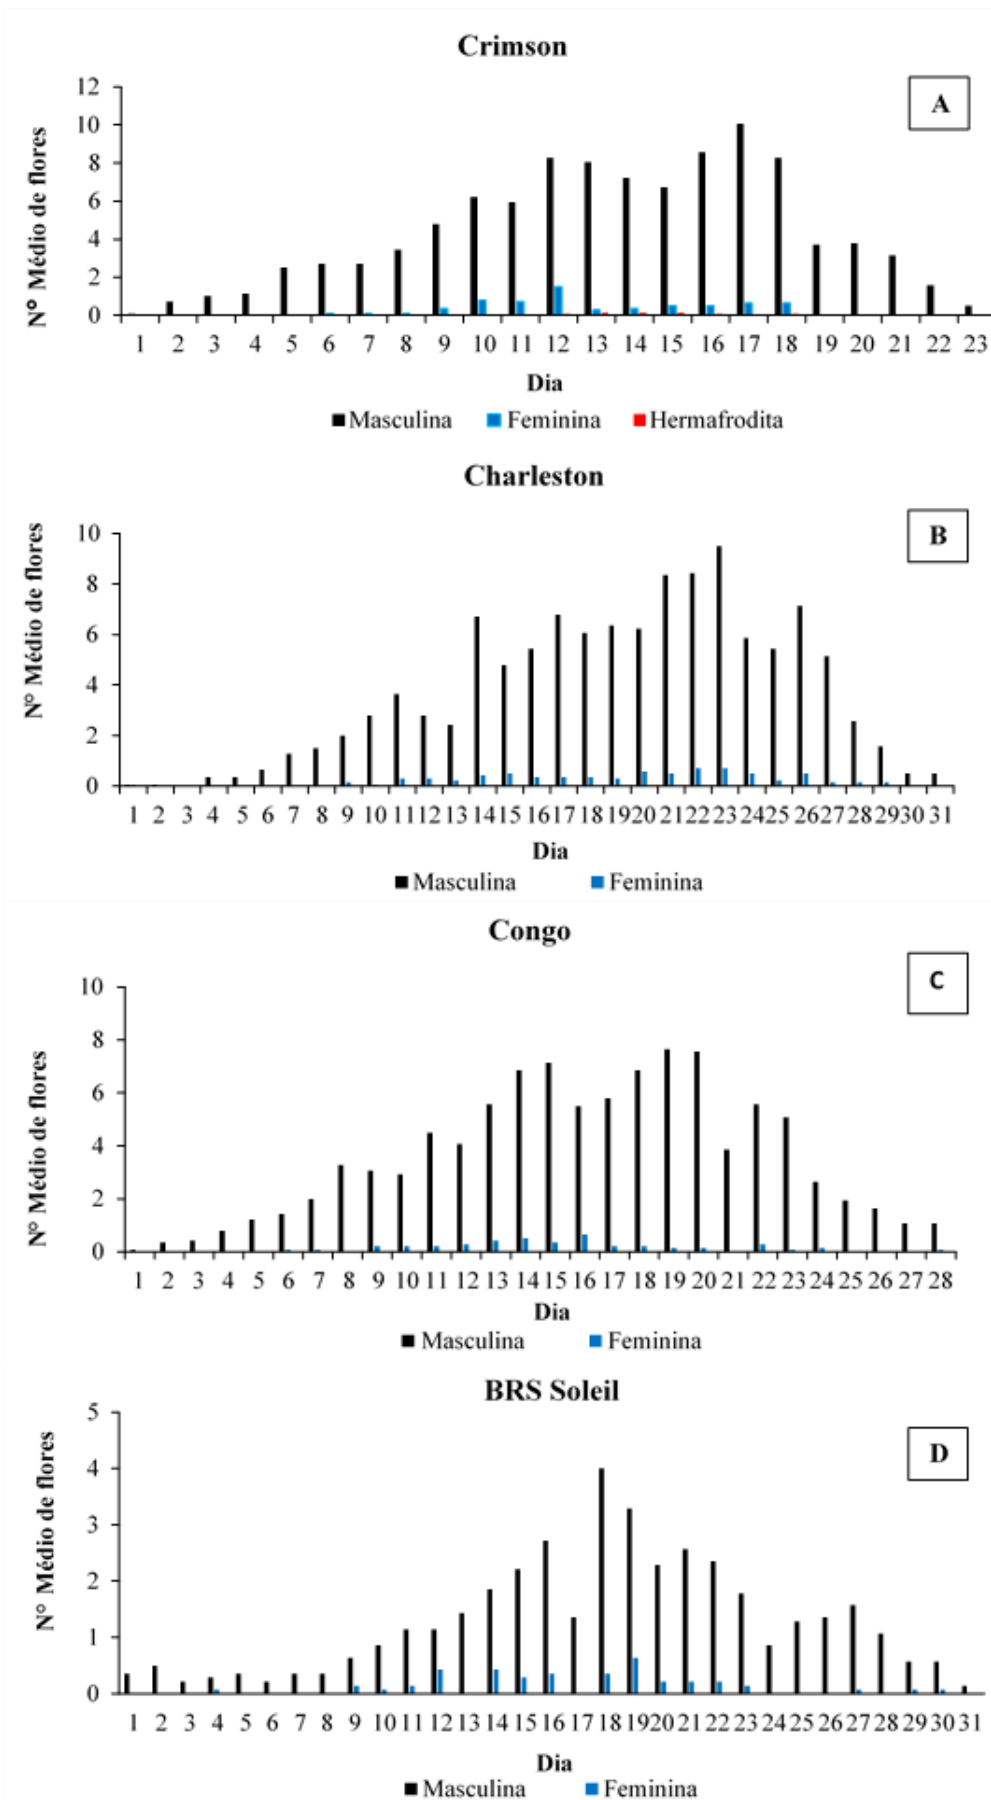 Crimson
A
Nº Médio de flores
12
10
8
6
4
2
0
1 2 3 4 5 6 7 8 9 10 11 12 13 14 15 16 17 18 19 20 21 22 23
Dia
Masculina Feminina Hermafrodita
Charleston
B
Nº Médio de flores
10
8
6
4
2
0
1 2 3 4 5 6 7 8 9 10 11 12 13 14 15 16 17 18 19 20 21 22 23 24 25 26 27 28 29 30 31
Dia
Masculina Feminina
Congo
C
Nº Médio de flores
10
8
6
4
2
0
1 2 3 4 5 6 7 8 9 10 11 12 13 14 15 16 17 18 19 20 21 22 23 24 25 26 27 28
Dia
Masculina Feminina
BRS Soleil
D
Nº Médio de flores
5
4
3
2
1
0
1 2 3 4 5 6 7 8 9 10 11 12 13 14 15 16 17 18 19 20 21 22 23 24 25 26 27 28 29 30 31
Dia
Masculina Feminina